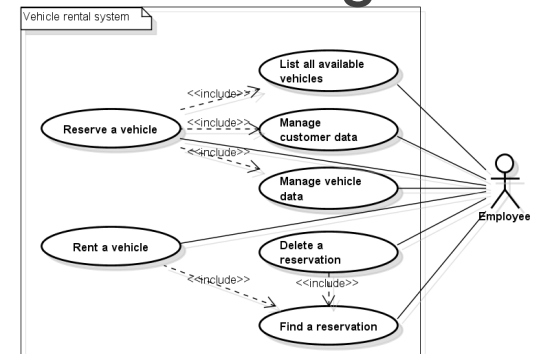 Vehicle rental system
List all available
vehicles
<<include>>
Reserve a vehicle
<<include>>
Manage
customer data
<<include>>
Manage vehicle
data
Employee
Rent a vehicle
Delete a
reservation
<<include>>
<<include>>
Find a reservation